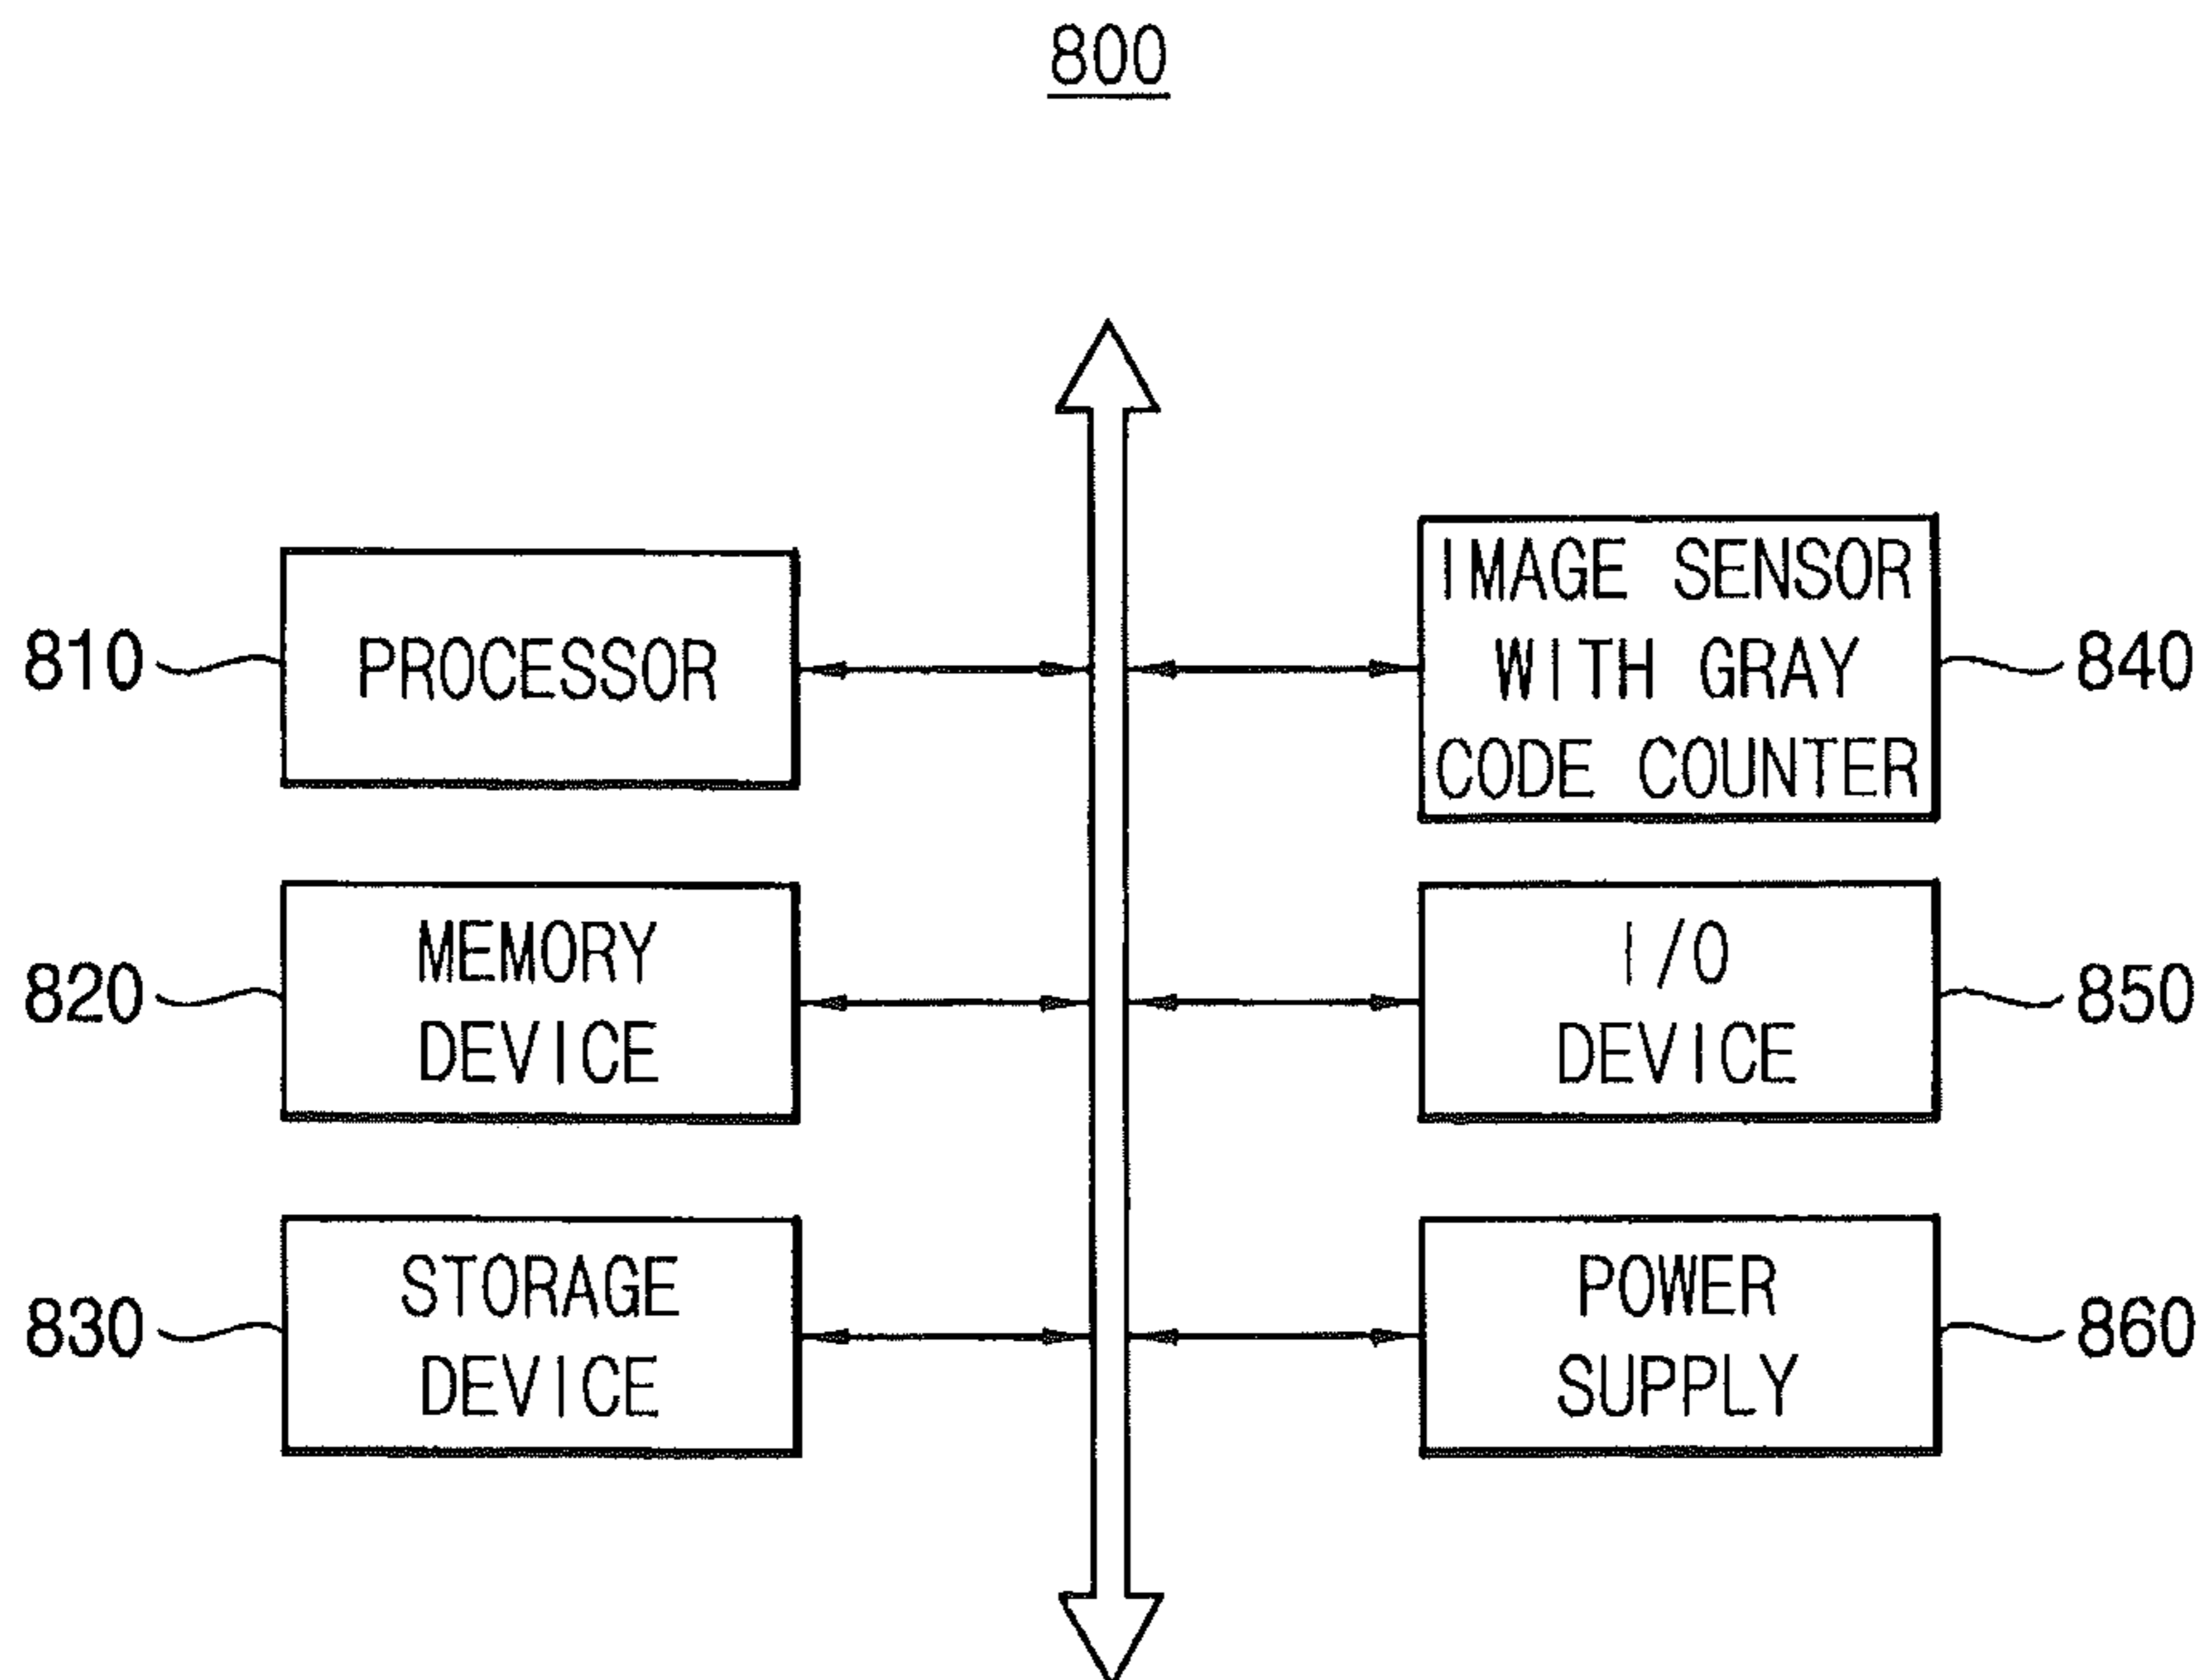 800
810
PROCESSOR
IMAGE SENSOR
WITH GRAY
CODE COUNTER
840
820
MEMORY
DEVICE
I/O
DEVICE
850
830
STORAGE
DEVICE
POWER
SUPPLY
860